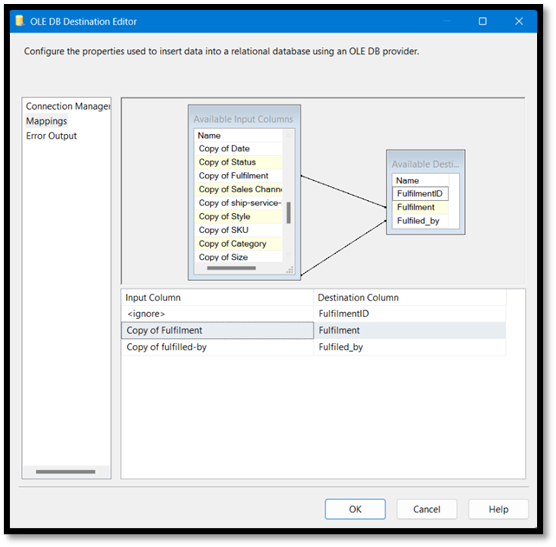 OLE DB Destination Editor
Configure the properties used to insert data into a relational database using an OLE DB provider.
Connection Manager
Mappings
Error Output
Available Input Columns
Name
Copy of Date
Copy of Status
Copy of Fulfilment
Copy of Sales Channe
Copy of ship-service-
Copy of Style
Copy of SKU
Copy of Category
Copy of Size
Available Desti...
Name
FulfilmentID
Fulfilment
Fulfiled_by
Input Column Destination Column
<ignore> FulfilmentID
Copy of Fulfilment Fulfilment
Copy of fulfilled-by Fulfiled_by
OK Cancel Help